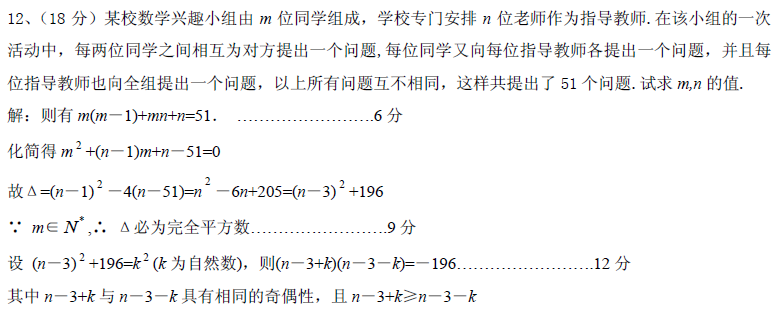 12、（18 分）某校数学兴趣小组由 m 位同学组成，学校专门安排 n 位老师作为指导教师. 在该小组的一次
活动中，每两位同学之间相互为对方提出一个问题, 每位同学又向每位指导教师各提出一个问题，并且每
位指导教师也向全组提出一个问题，以上所有问题互不相同，这样共提出了 51 个问题. 试求 m,n 的值.
解：则有 m(m－1)+mn+n=51． ……………………6 分
化简得 m² +(n－1)m+n－51=0
故 Δ=(n－1)²－4(n－51)=n²－6n+205=(n－3)²+196
∵ m∈N*,∴ Δ必为完全平方数……………………9 分
设 (n－3)²+196=k² (k 为自然数)，则(n－3+k)(n－3－k)=－196……………………12 分
其中 n－3+k 与 n－3－k 具有相同的奇偶性，且 n－3+k≥n－3－k